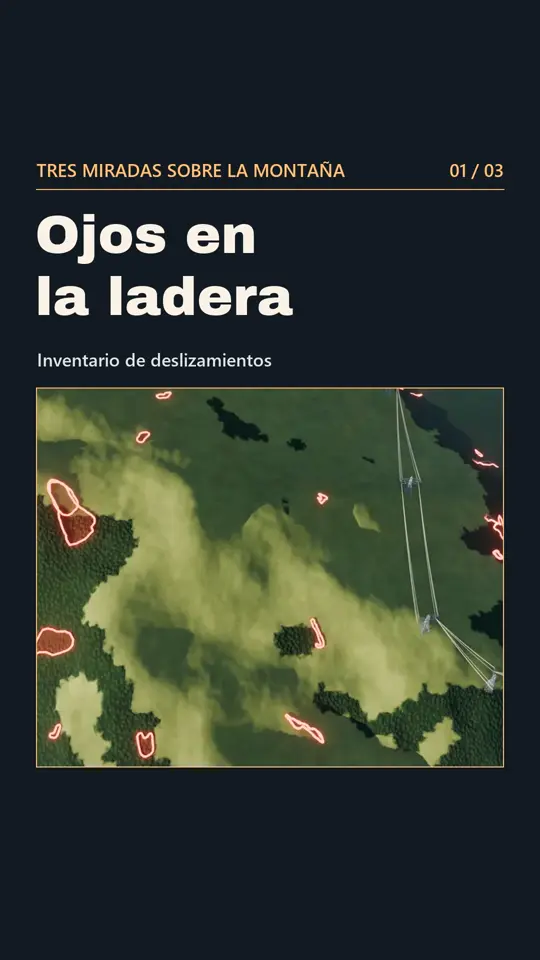 TRES MIRADAS SOBRE LA MONTAÑA 01 / 03
Ojos en
la ladera
Inventario de deslizamientos